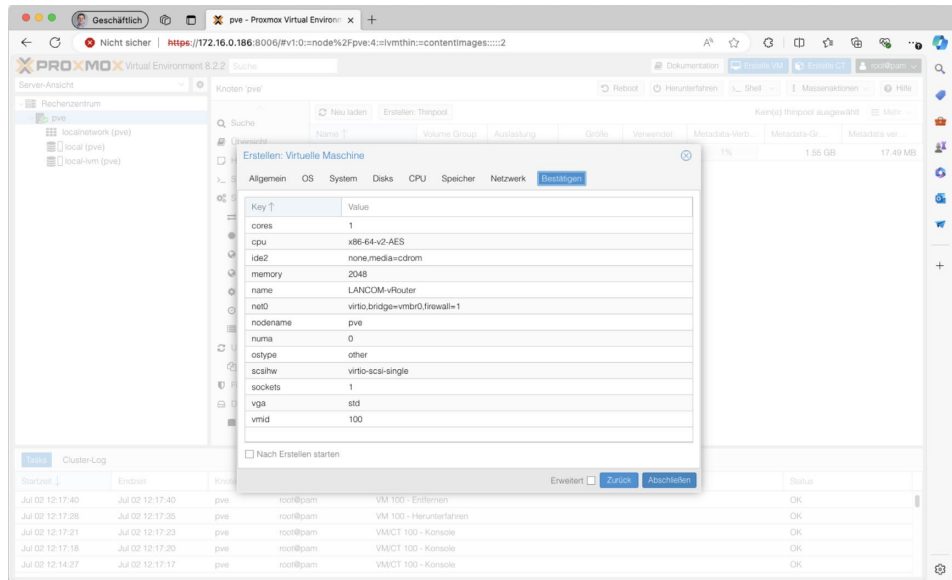 Geschäftlich
pve - Proxmox Virtual Environm
Nicht sicher
https://172.16.0.186:8006/#v1:0:=node%2Fpve:4:=lvmthin:=contentImages:::::2
PROXMOX Virtual Environment 8.2.2 Suche
Dokumentation Erstelle VM Erstelle CT root@pam
Server-Ansicht
Knoten 'pve'
Reboot Herunterfahren Shell Massenaktionen Hilfe
Rechenzentrum
pve
localnetwork (pve)
local (pve)
local-lvm (pve)
Suche
Übersicht
Neu laden Erstellen: Thinpool
Kein(e) thinpool ausgewählt Mehr
Name Volume Group Auslastung Größe Verwendet Metadata-Verb... Metadata-Gr... Metadata ver...
1% 1.55 GB 17.49 MB
Erstellen: Virtuelle Maschine
Allgemein OS System Disks CPU Speicher Netzwerk Bestätigen
Key Value
cores 1
cpu x86-64-v2-AES
ide2 none,media=cdrom
memory 2048
name LANCOM-vRouter
net0 virtio,bridge=vmbr0,firewall=1
nodename pve
numa 0
ostype other
scsihw virtio-scsi-single
sockets 1
vga std
vmid 100
Nach Erstellen starten
Erweitert Zurück Abschließen
Tasks Cluster-Log
Startzeit Endzeit Status
Jul 02 12:17:40 Jul 02 12:17:40 pve root@pam VM 100 - Entfernen OK
Jul 02 12:17:28 Jul 02 12:17:35 pve root@pam VM 100 - Herunterfahren OK
Jul 02 12:17:21 Jul 02 12:17:23 pve root@pam VM/CT 100 - Konsole OK
Jul 02 12:17:18 Jul 02 12:17:20 pve root@pam VM/CT 100 - Konsole OK
Jul 02 12:14:27 Jul 02 12:17:17 pve root@pam VM/CT 100 - Konsole OK